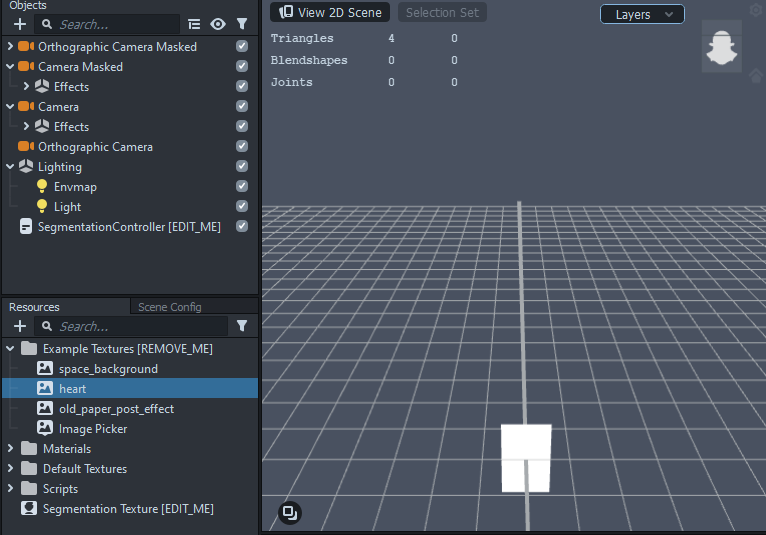 Objects
Search...
Orthographic Camera Masked
Camera Masked
Effects
Camera
Effects
Orthographic Camera
Lighting
Envmap
Light
SegmentationController [EDIT_ME]
Resources
Scene Config
Search...
Example Textures [REMOVE_ME]
space_background
heart
old_paper_post_effect
Image Picker
Materials
Default Textures
Scripts
Segmentation Texture [EDIT_ME]
View 2D Scene
Selection Set
Layers
Triangles 4 0
Blendshapes 0 0
Joints 0 0